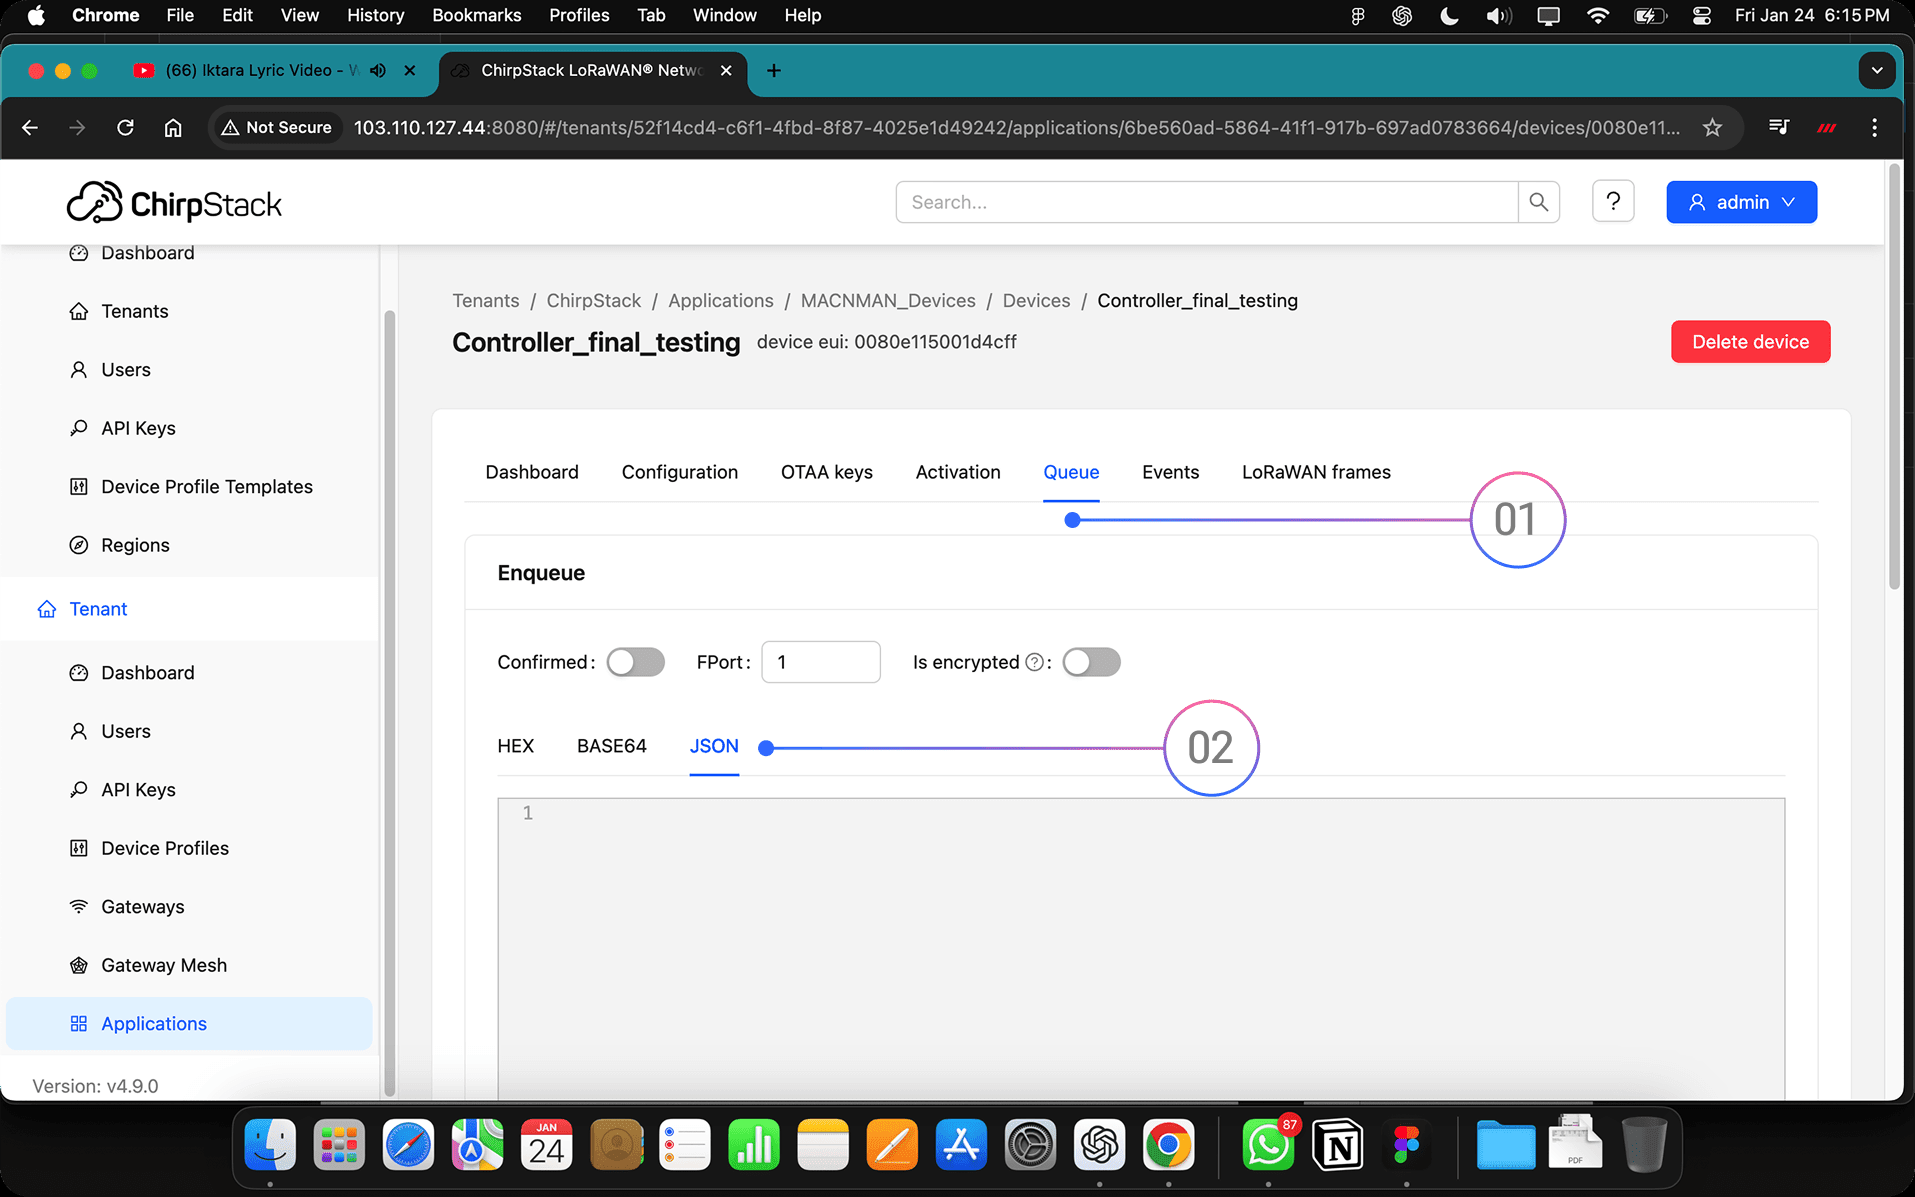 Chrome File Edit View History Bookmarks Profiles Tab Window Help Fri Jan 24 6:15 PM
(66) Iktara Lyric Video - ChirpStack LoRaWAN® Netw
Not Secure 103.110.127.44:8080/#/tenants/52f14cd4-c6f1-4fbd-8f87-4025e1d49242/applications/6be560ad-5864-41f1-917b-697ad0783664/devices/0080e11...
ChirpStack Search... ? admin
Dashboard
Tenants
Users
API Keys
Device Profile Templates
Regions
Tenant
Dashboard
Users
API Keys
Device Profiles
Gateways
Gateway Mesh
Applications
Version: v4.9.0
Tenants / ChirpStack / Applications / MACNMAN_Devices / Devices / Controller_final_testing
Controller_final_testing device eui: 0080e115001d4cff Delete device
Dashboard Configuration OTAA keys Activation Queue Events LoRaWAN frames
01
Enqueue
Confirmed : FPort : 1 Is encrypted ? :
HEX BASE64 JSON
02
1
JAN
24
87
N
PDF